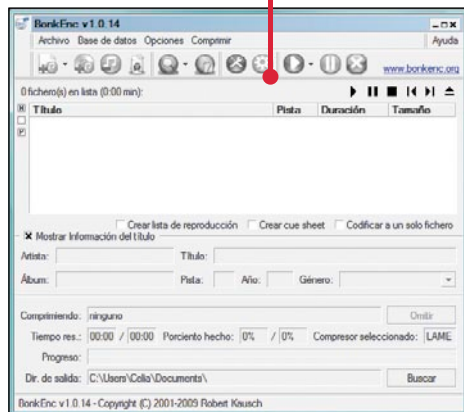 BonkEnc v1.0.14
Archivo Base de datos Opciones Comprimir Ayuda
www.bonkenc.org
0 fichero(s) en lista (0:00 min):
Título Pista Duración Tamaño
Crear lista de reproducción Crear cue sheet Codificar a un solo fichero
Mostrar Información del título
Artista: Título:
Álbum: Pista: Año: Género:
Comprimiendo: ninguno Omitir
Tiempo res.: 00:00 / 00:00 Porciento hecho: 0% / 0% Compresor seleccionado: LAME
Progreso:
Dir. de salida: C:\Users\Celia\Documents\ Buscar
BonkEnc v1.0.14 - Copyright (C) 2001-2009 Robert Kausch